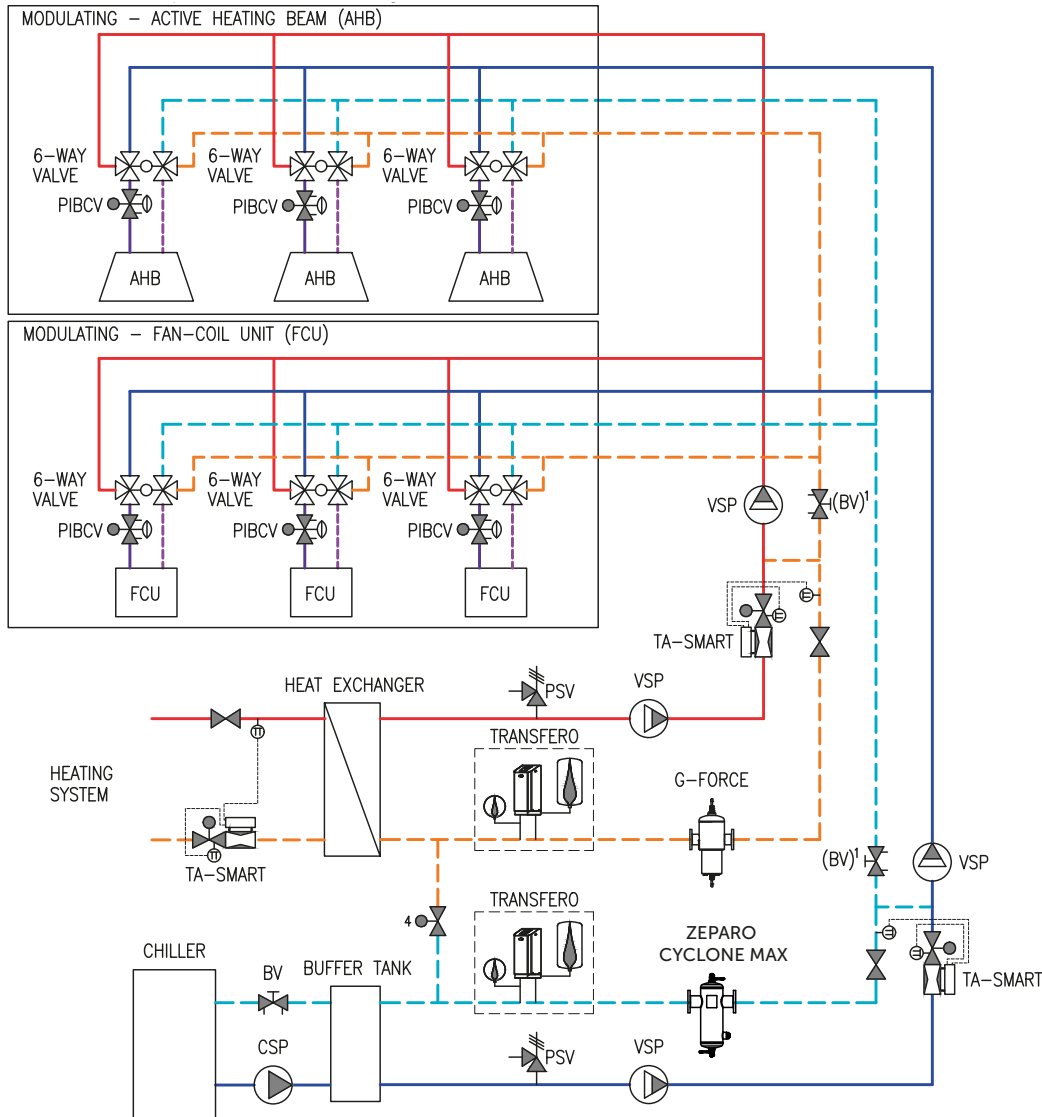 MODULATING – ACTIVE HEATING BEAM (AHB)
6–WAY
VALVE
6–WAY
VALVE
6–WAY
VALVE
PIBCV
PIBCV
PIBCV
AHB
AHB
AHB
MODULATING – FAN–COIL UNIT (FCU)
6–WAY
VALVE
6–WAY
VALVE
6–WAY
VALVE
PIBCV
PIBCV
PIBCV
FCU
FCU
FCU
VSP
(BV)¹
TA–SMART
HEAT EXCHANGER
PSV
VSP
TRANSFERO
HEATING
SYSTEM
G–FORCE
TA–SMART
(BV)¹
VSP
4
TRANSFERO
ZEPARO
CYCLONE MAX
CHILLER
BV
BUFFER TANK
TA–SMART
CSP
PSV
VSP